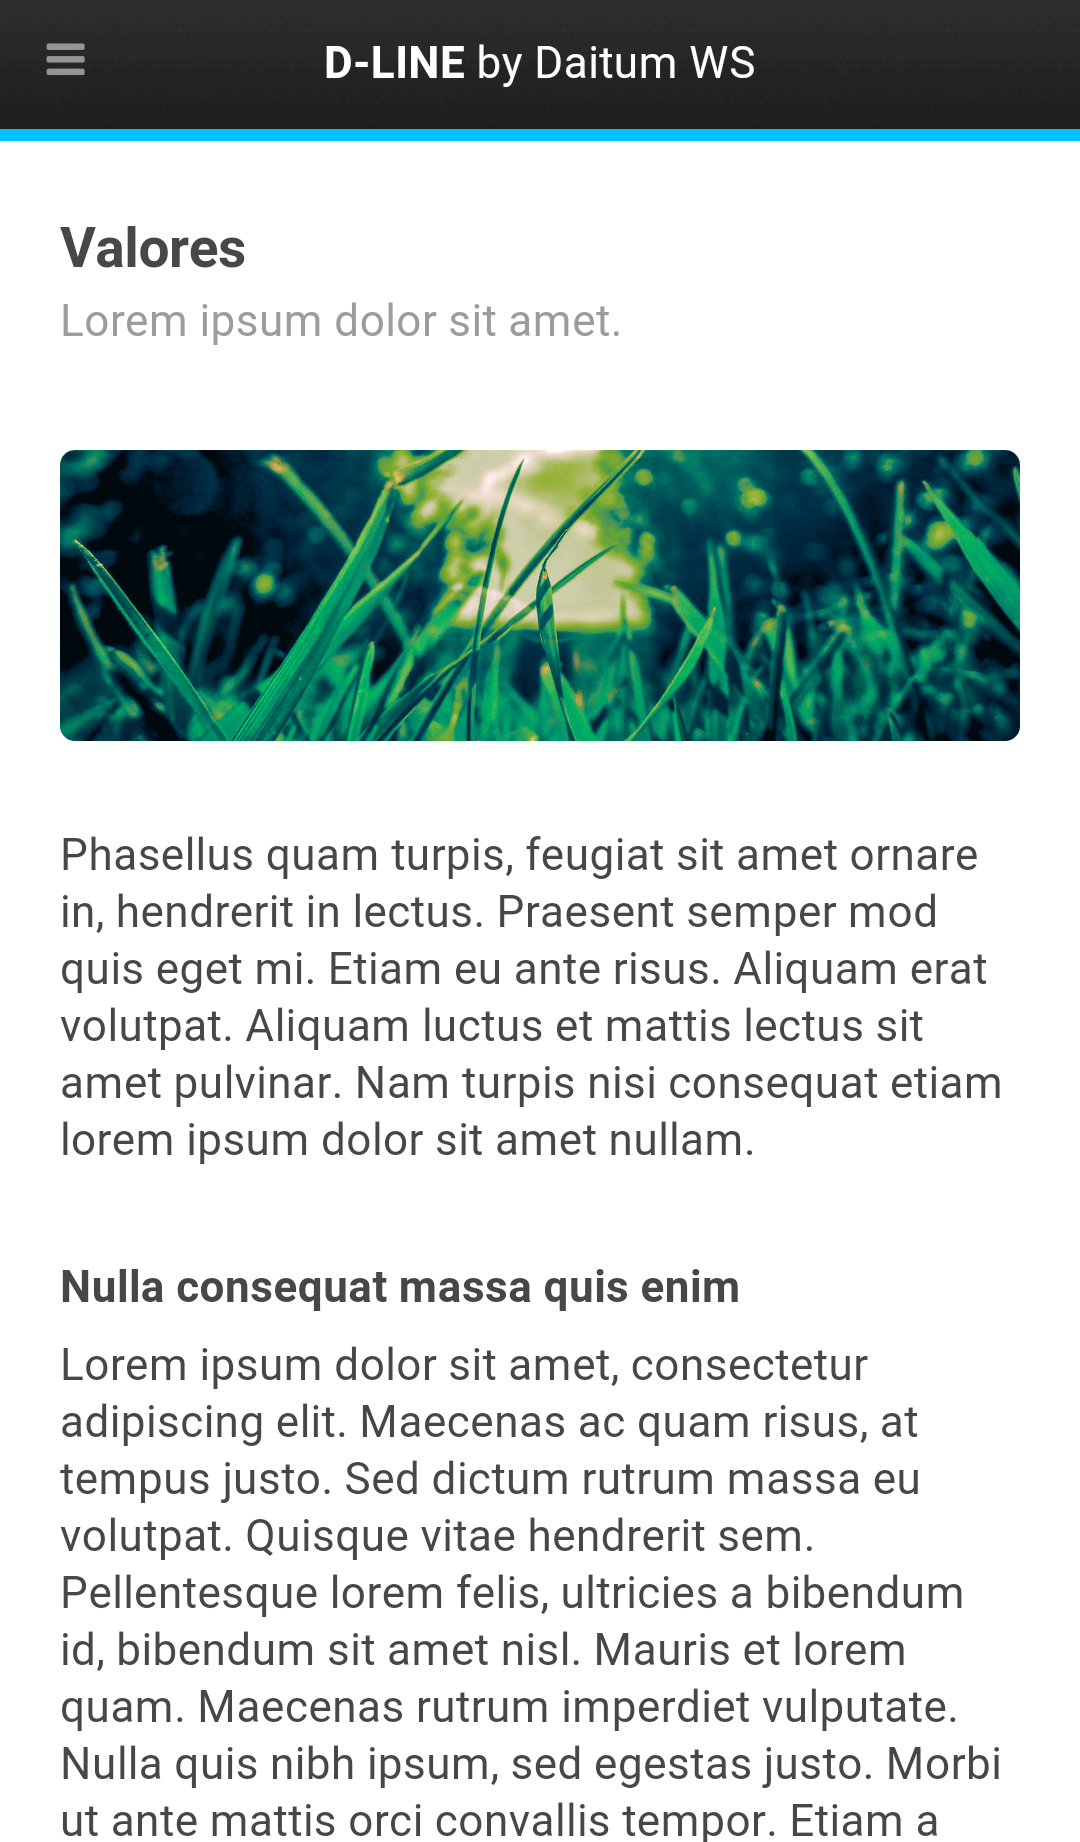 D-LINE by Daitum WS
Valores
Lorem ipsum dolor sit amet.
Phasellus quam turpis, feugiat sit amet ornare
in, hendrerit in lectus. Praesent semper mod
quis eget mi. Etiam eu ante risus. Aliquam erat
volutpat. Aliquam luctus et mattis lectus sit
amet pulvinar. Nam turpis nisi consequat etiam
lorem ipsum dolor sit amet nullam.
Nulla consequat massa quis enim
Lorem ipsum dolor sit amet, consectetur
adipiscing elit. Maecenas ac quam risus, at
tempus justo. Sed dictum rutrum massa eu
volutpat. Quisque vitae hendrerit sem.
Pellentesque lorem felis, ultricies a bibendum
id, bibendum sit amet nisl. Mauris et lorem
quam. Maecenas rutrum imperdiet vulputate.
Nulla quis nibh ipsum, sed egestas justo. Morbi
ut ante mattis orci convallis tempor. Etiam a